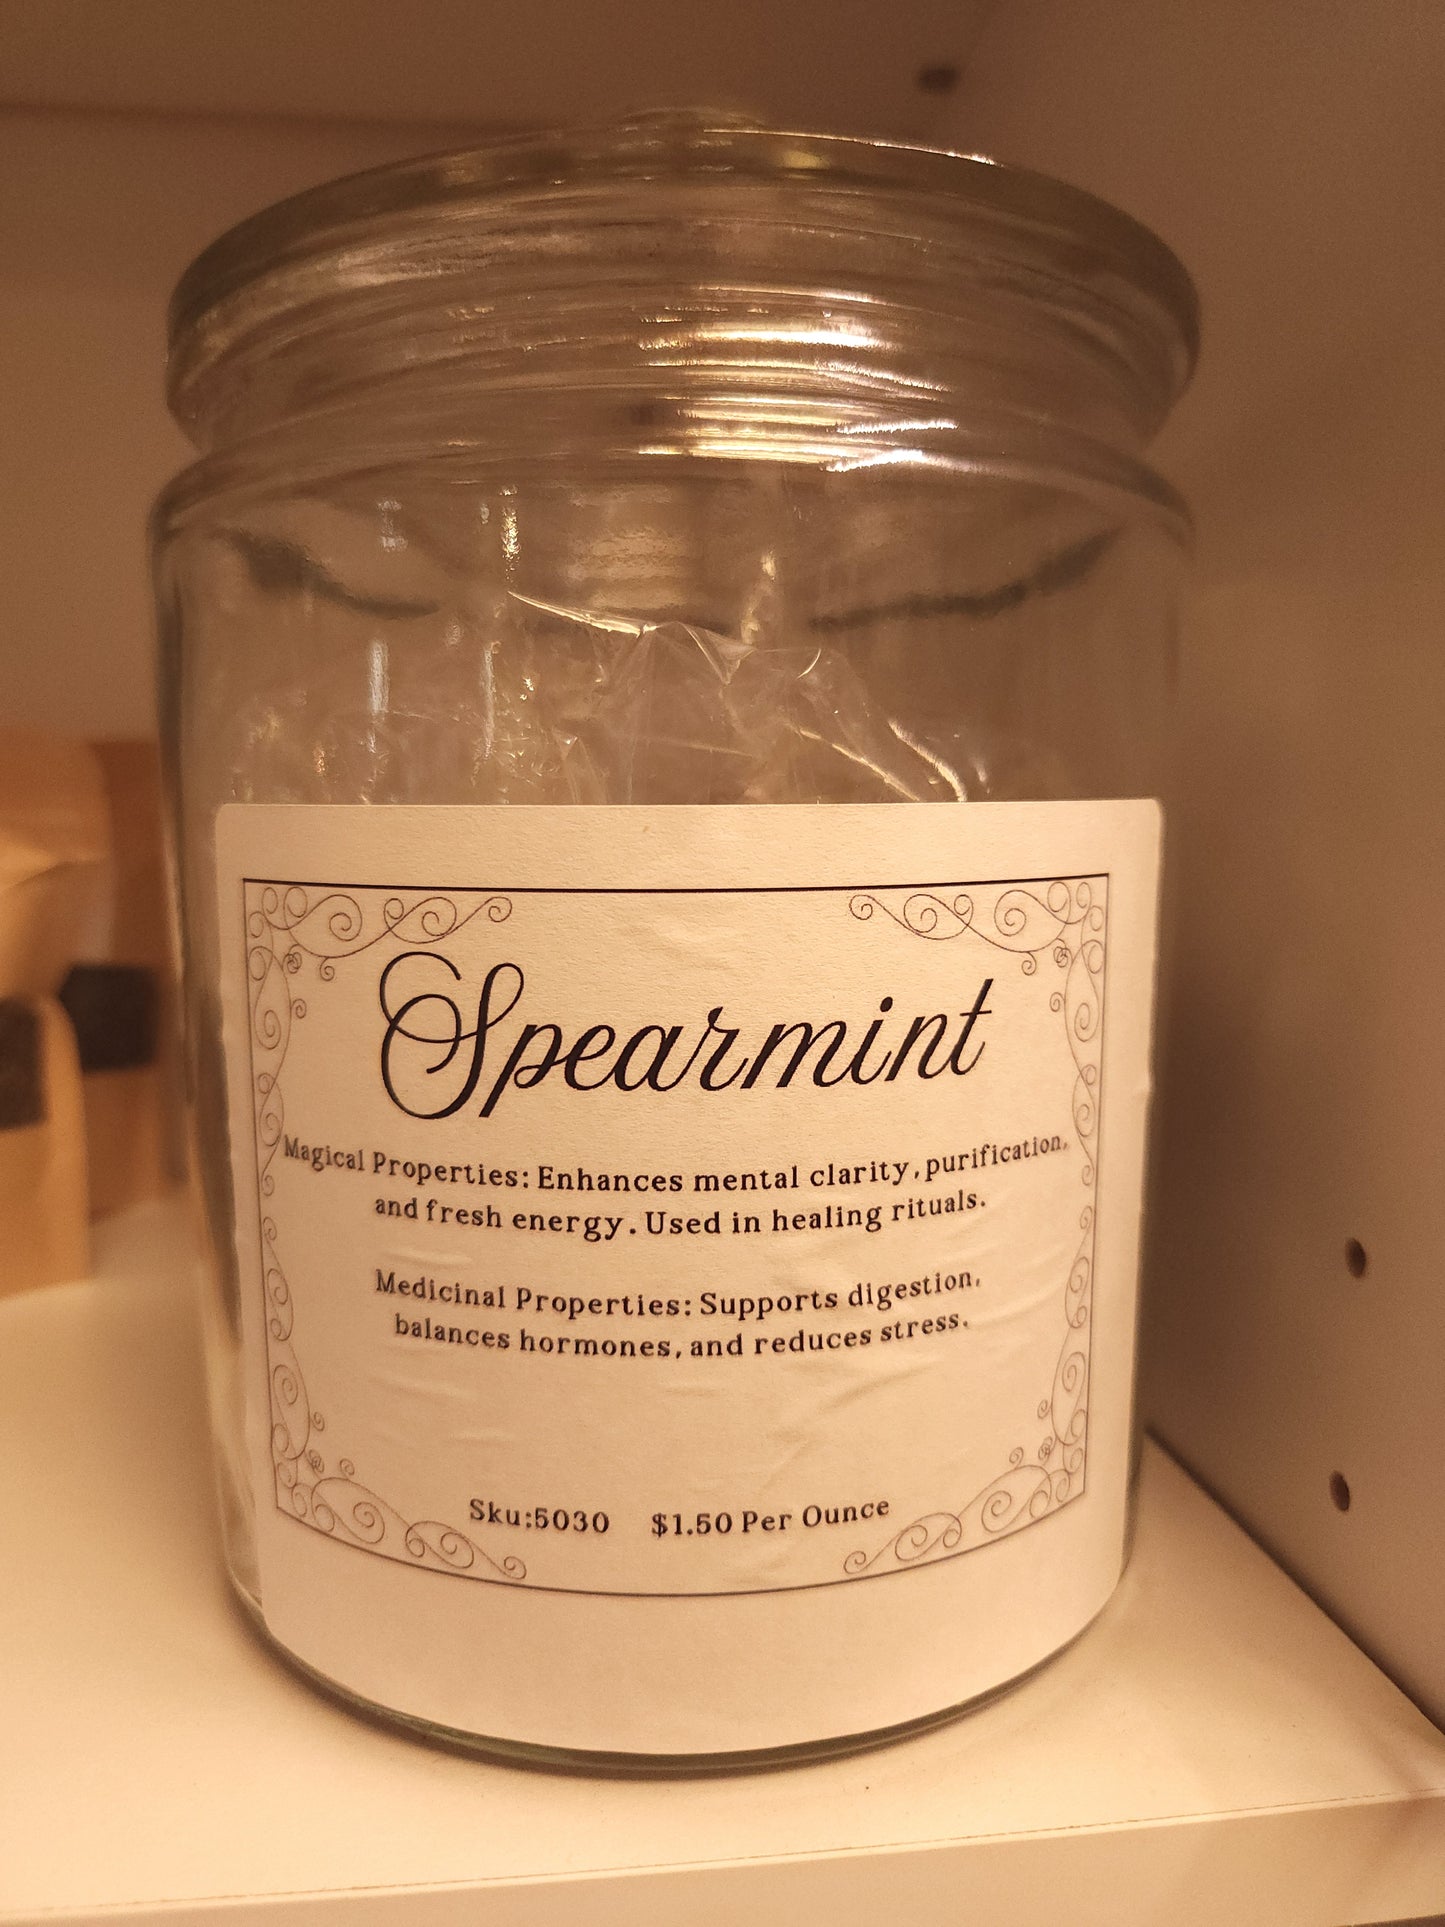 Spearmint
Magical Properties: Enhances mental clarity, purification,
and fresh energy. Used in healing rituals.
Medicinal Properties: Supports digestion,
balances hormones, and reduces stress.
Sku:5030 $1.50 Per Ounce